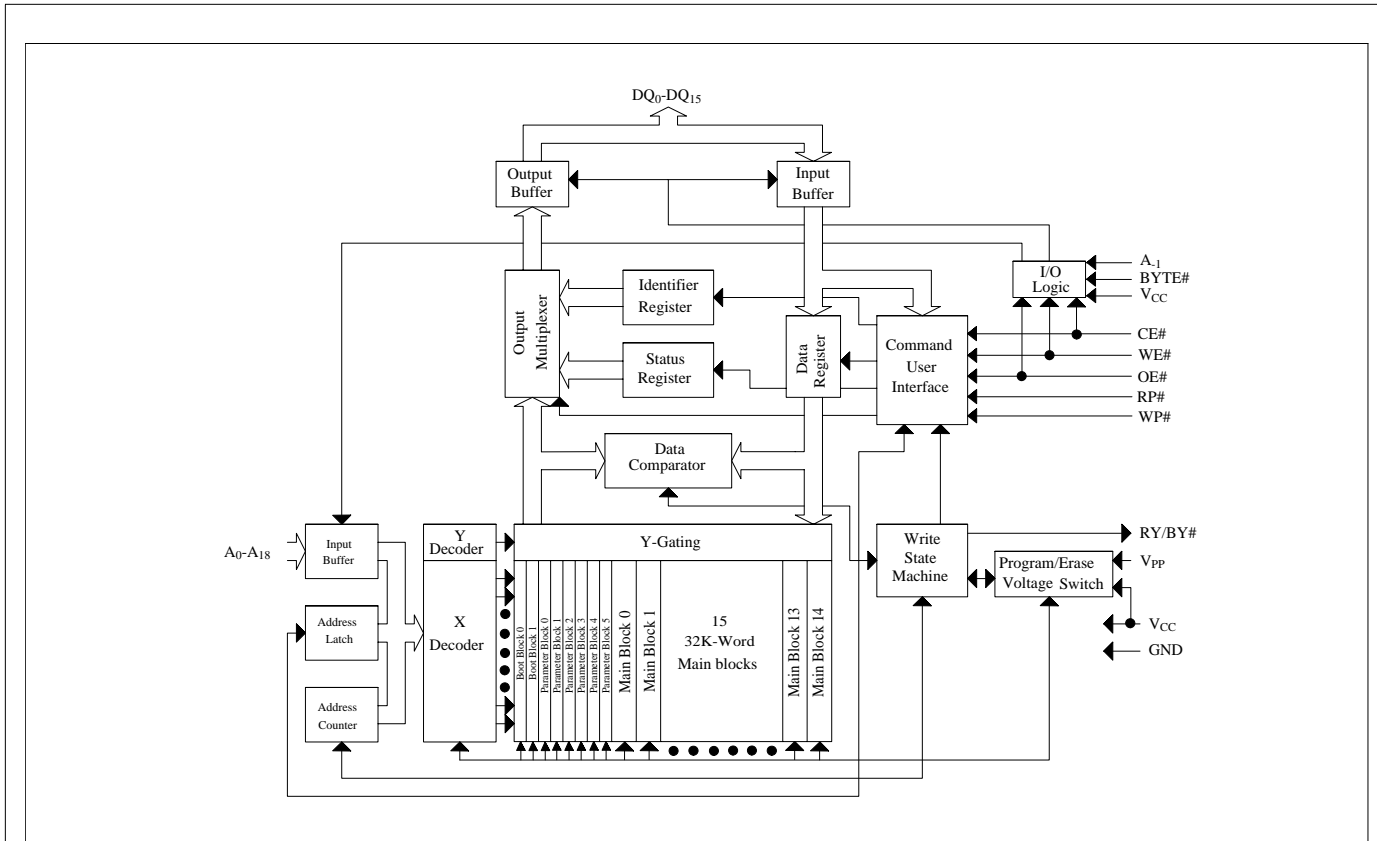 DQ0-DQ15
Output
Buffer
Input
Buffer
I/O
Logic
A-1
BYTE#
VCC
Output
Multiplexer
Identifier
Register
Status
Register
Data
Register
Command
User
Interface
CE#
WE#
OE#
RP#
WP#
Data
Comparator
A0-A18
Input
Buffer
Address
Latch
Address
Counter
Y
Decoder
X
Decoder
Y-Gating
Boot Block 0
Boot Block 1
Parameter Block 0
Parameter Block 1
Parameter Block 2
Parameter Block 3
Parameter Block 4
Parameter Block 5
Main Block 0
Main Block 1
15
32K-Word
Main blocks
Main Block 13
Main Block 14
Write
State
Machine
RY/BY#
Program/Erase
Voltage Switch
VPP
VCC
GND